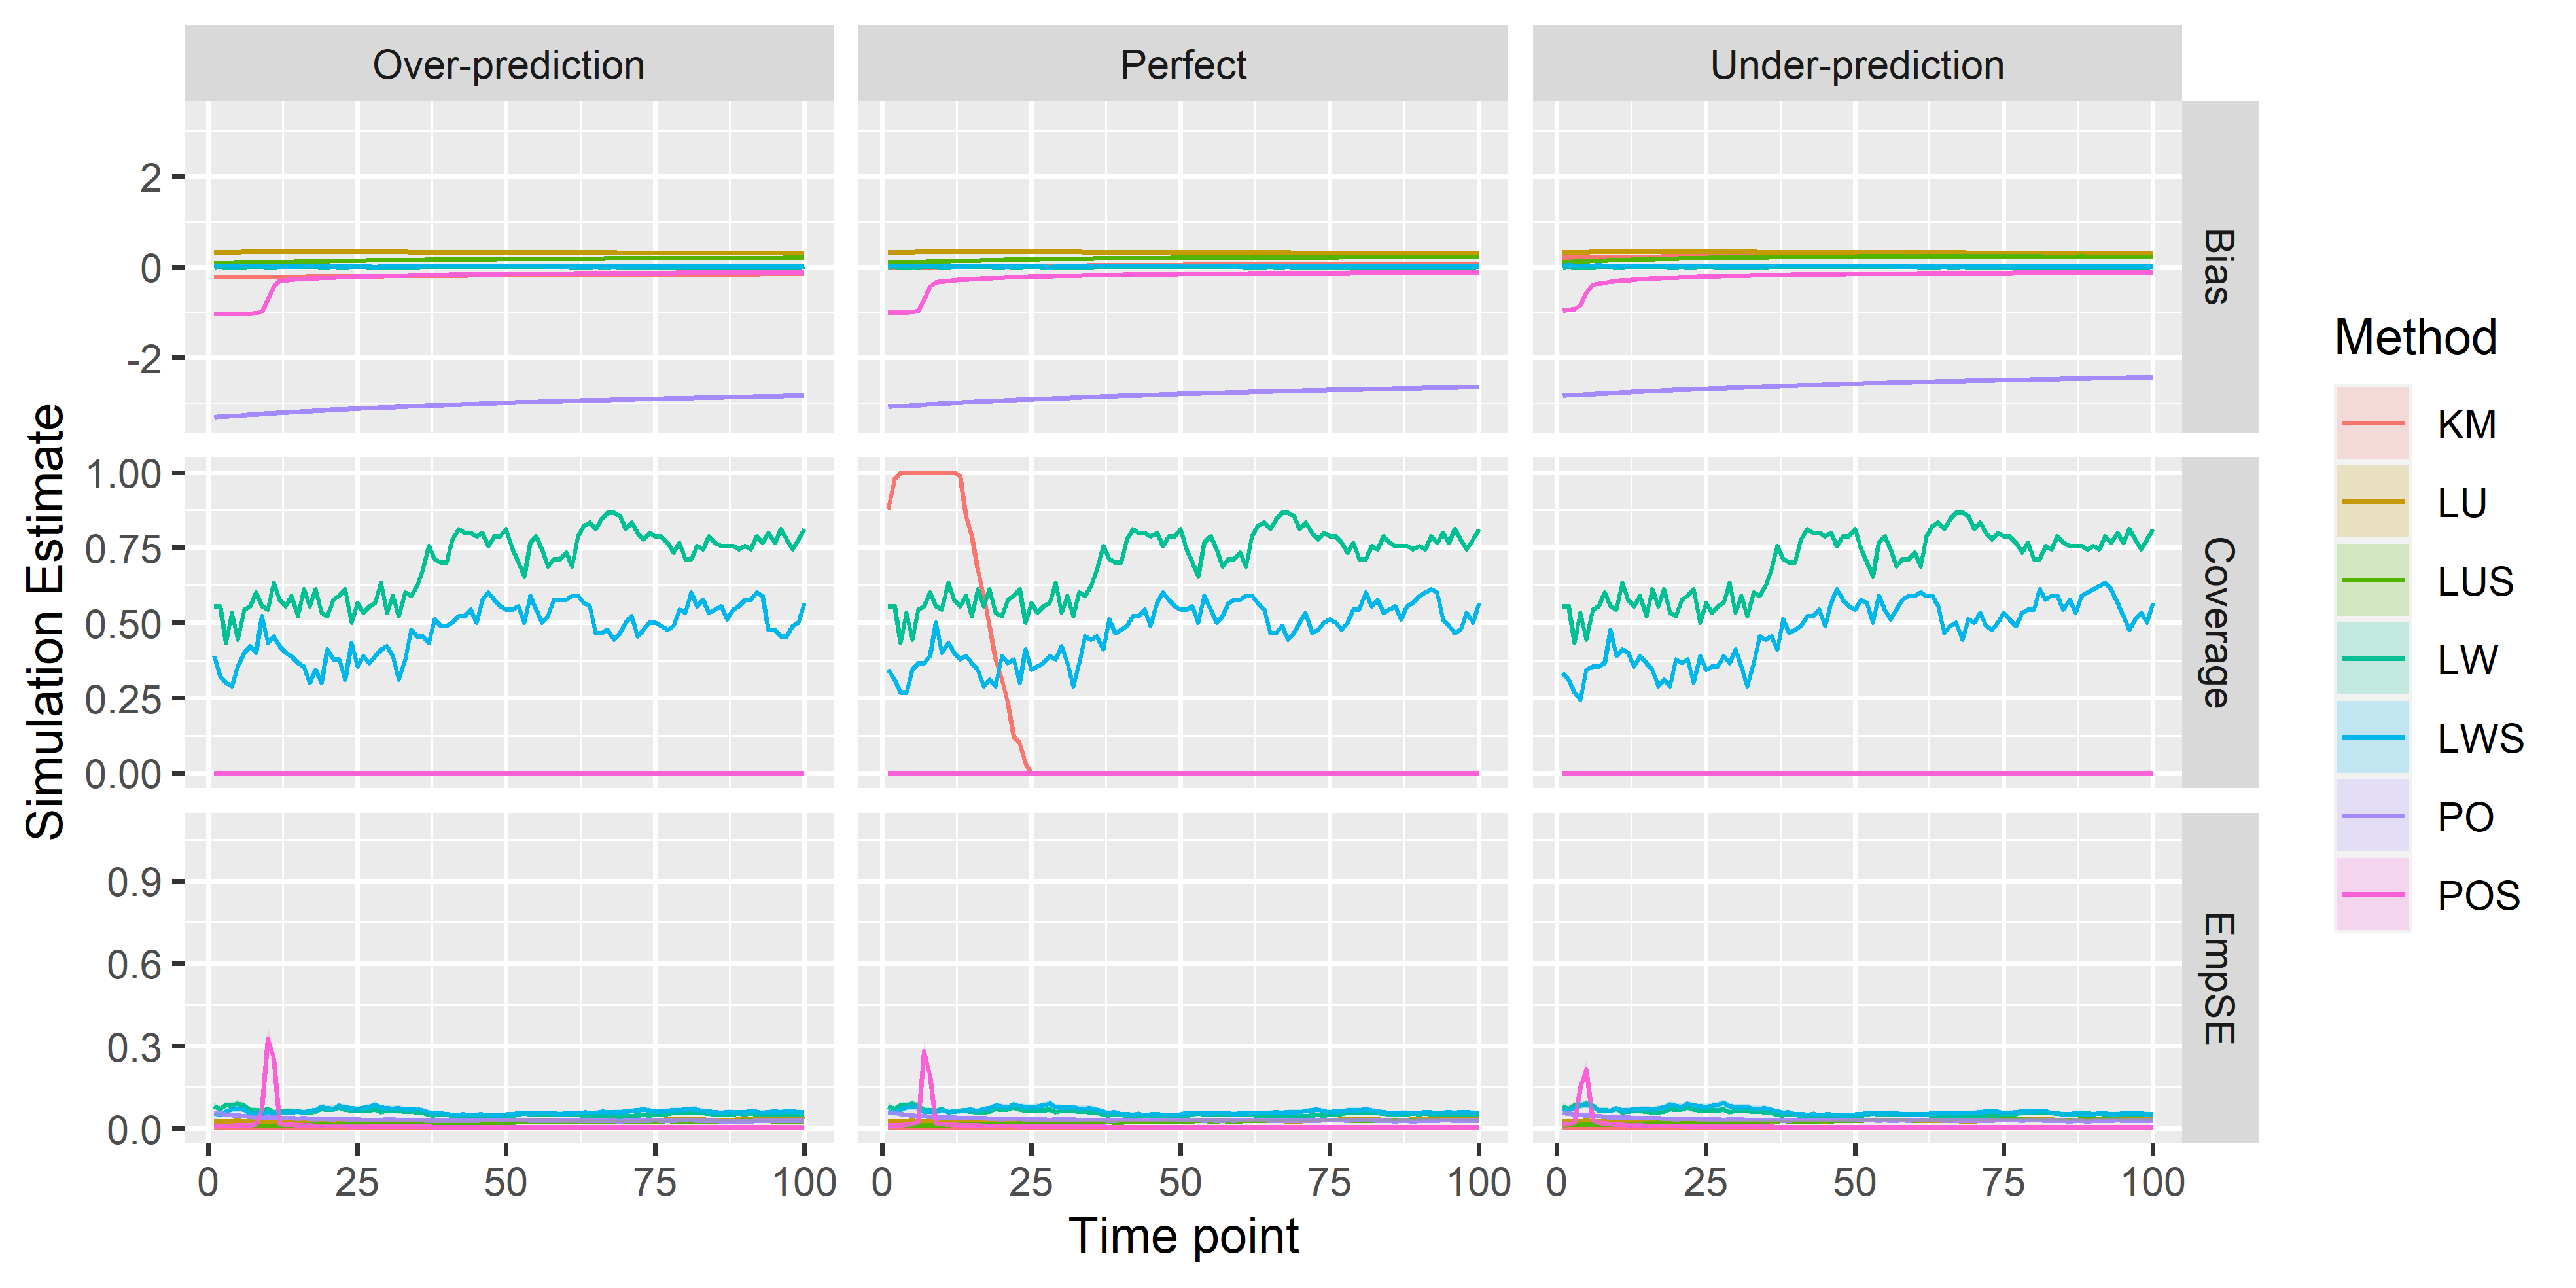 Over-prediction
Perfect
Under-prediction
Simulation Estimate
2
0
-2
Bias
1.00
0.75
0.50
0.25
0.00
Coverage
0.9
0.6
0.3
0.0
EmpSE
0 25 50 75 100
0 25 50 75 100
0 25 50 75 100
Time point
Method
KM
LU
LUS
LW
LWS
PO
POS